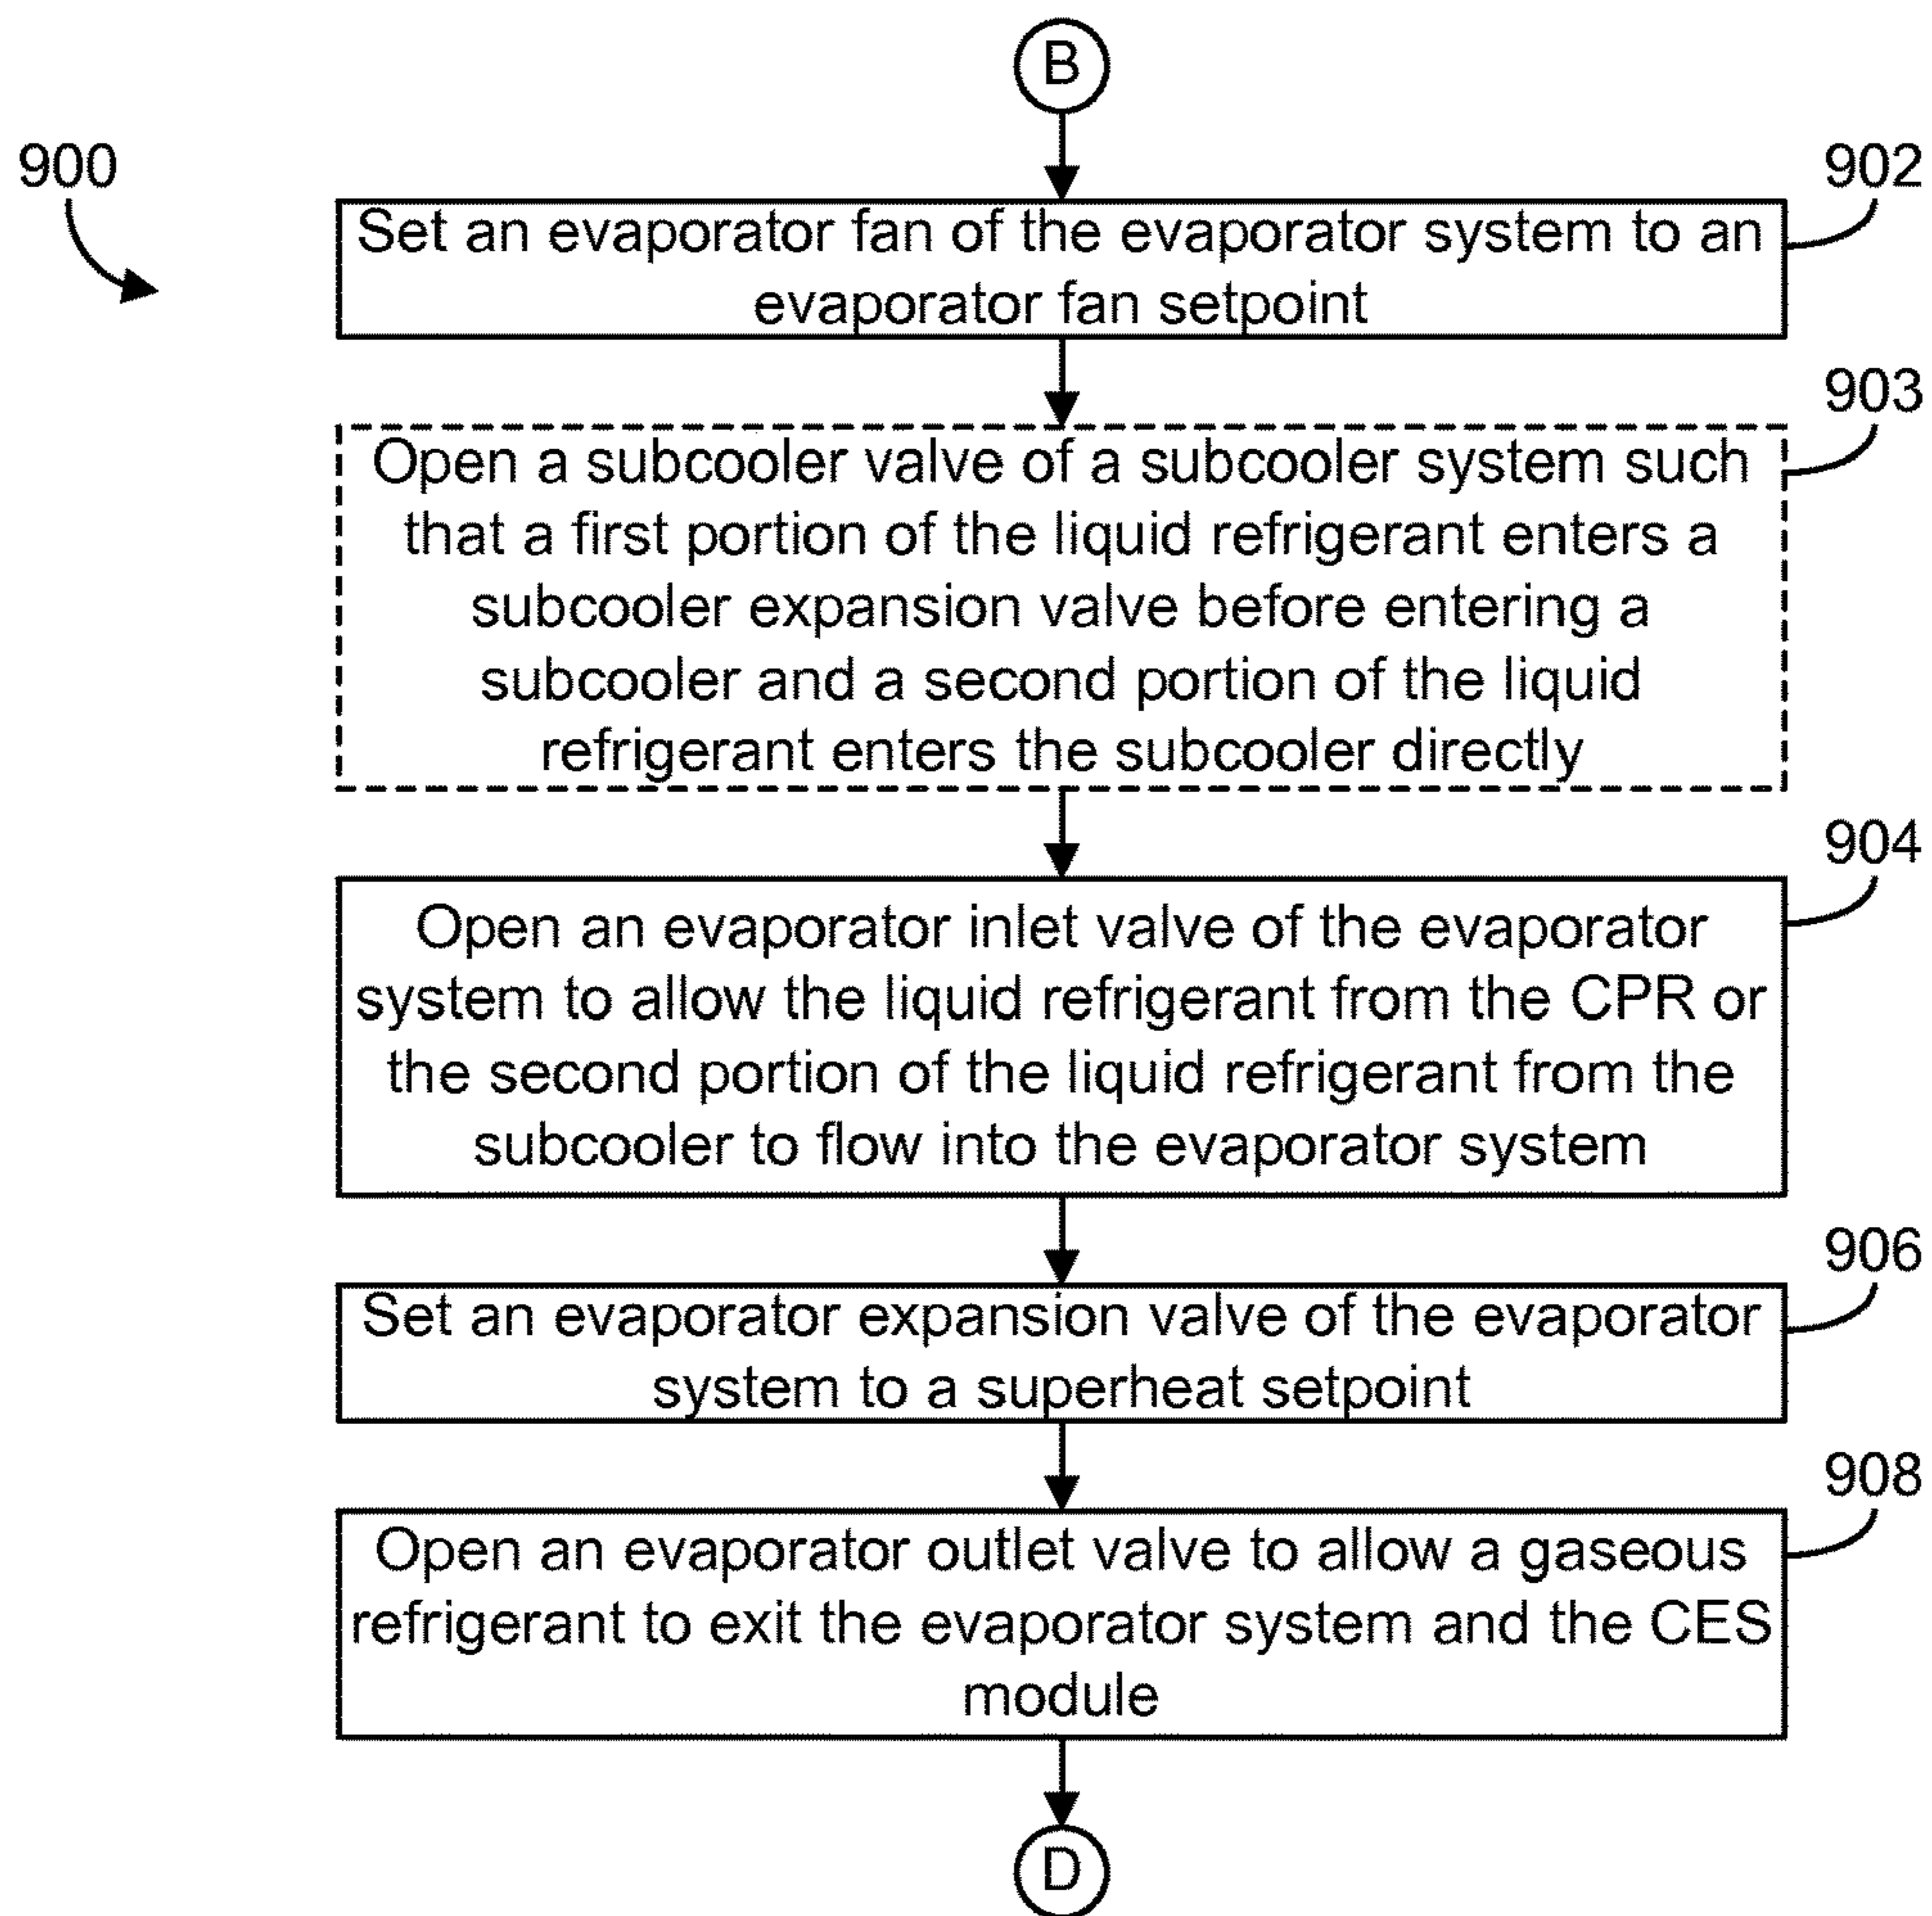 B
900
902
Set an evaporator fan of the evaporator system to an
evaporator fan setpoint
903
Open a subcooler valve of a subcooler system such
that a first portion of the liquid refrigerant enters a
subcooler expansion valve before entering a
subcooler and a second portion of the liquid
refrigerant enters the subcooler directly
904
Open an evaporator inlet valve of the evaporator
system to allow the liquid refrigerant from the CPR or
the second portion of the liquid refrigerant from the
subcooler to flow into the evaporator system
906
Set an evaporator expansion valve of the evaporator
system to a superheat setpoint
908
Open an evaporator outlet valve to allow a gaseous
refrigerant to exit the evaporator system and the CES
module
D